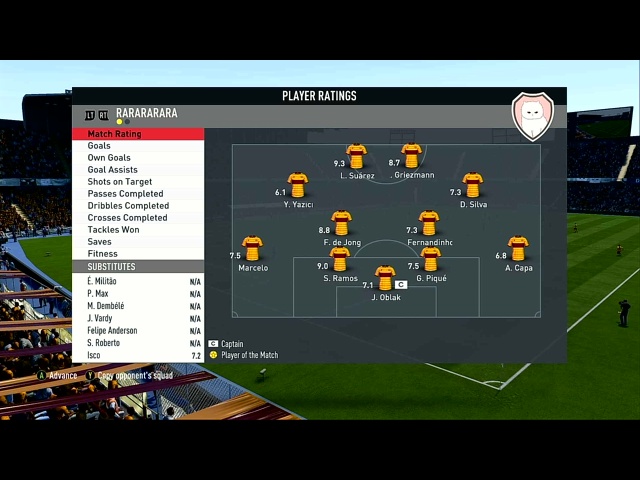 PLAYER RATINGS
LT RT RARARARARA
Match Rating
Goals
Own Goals
Goal Assists
Shots on Target
Passes Completed
Dribbles Completed
Crosses Completed
Tackles Won
Saves
Fitness
SUBSTITUTES
É. Militão N/A
P. Max N/A
M. Dembélé N/A
J. Vardy N/A
Felipe Anderson N/A
S. Roberto N/A
Isco 7.2
9.3
L. Suárez
8.7
. Griezmann
6.1
Y. Yazıcı
7.3
D. Silva
8.8
F. de Jong
7.3
Fernandinho
7.5
Marcelo
9.0
S. Ramos
7.5
G. Piqué
6.8
A. Capa
7.1 C
J. Oblak
C Captain
Player of the Match
A Advance Y Copy opponent's squad